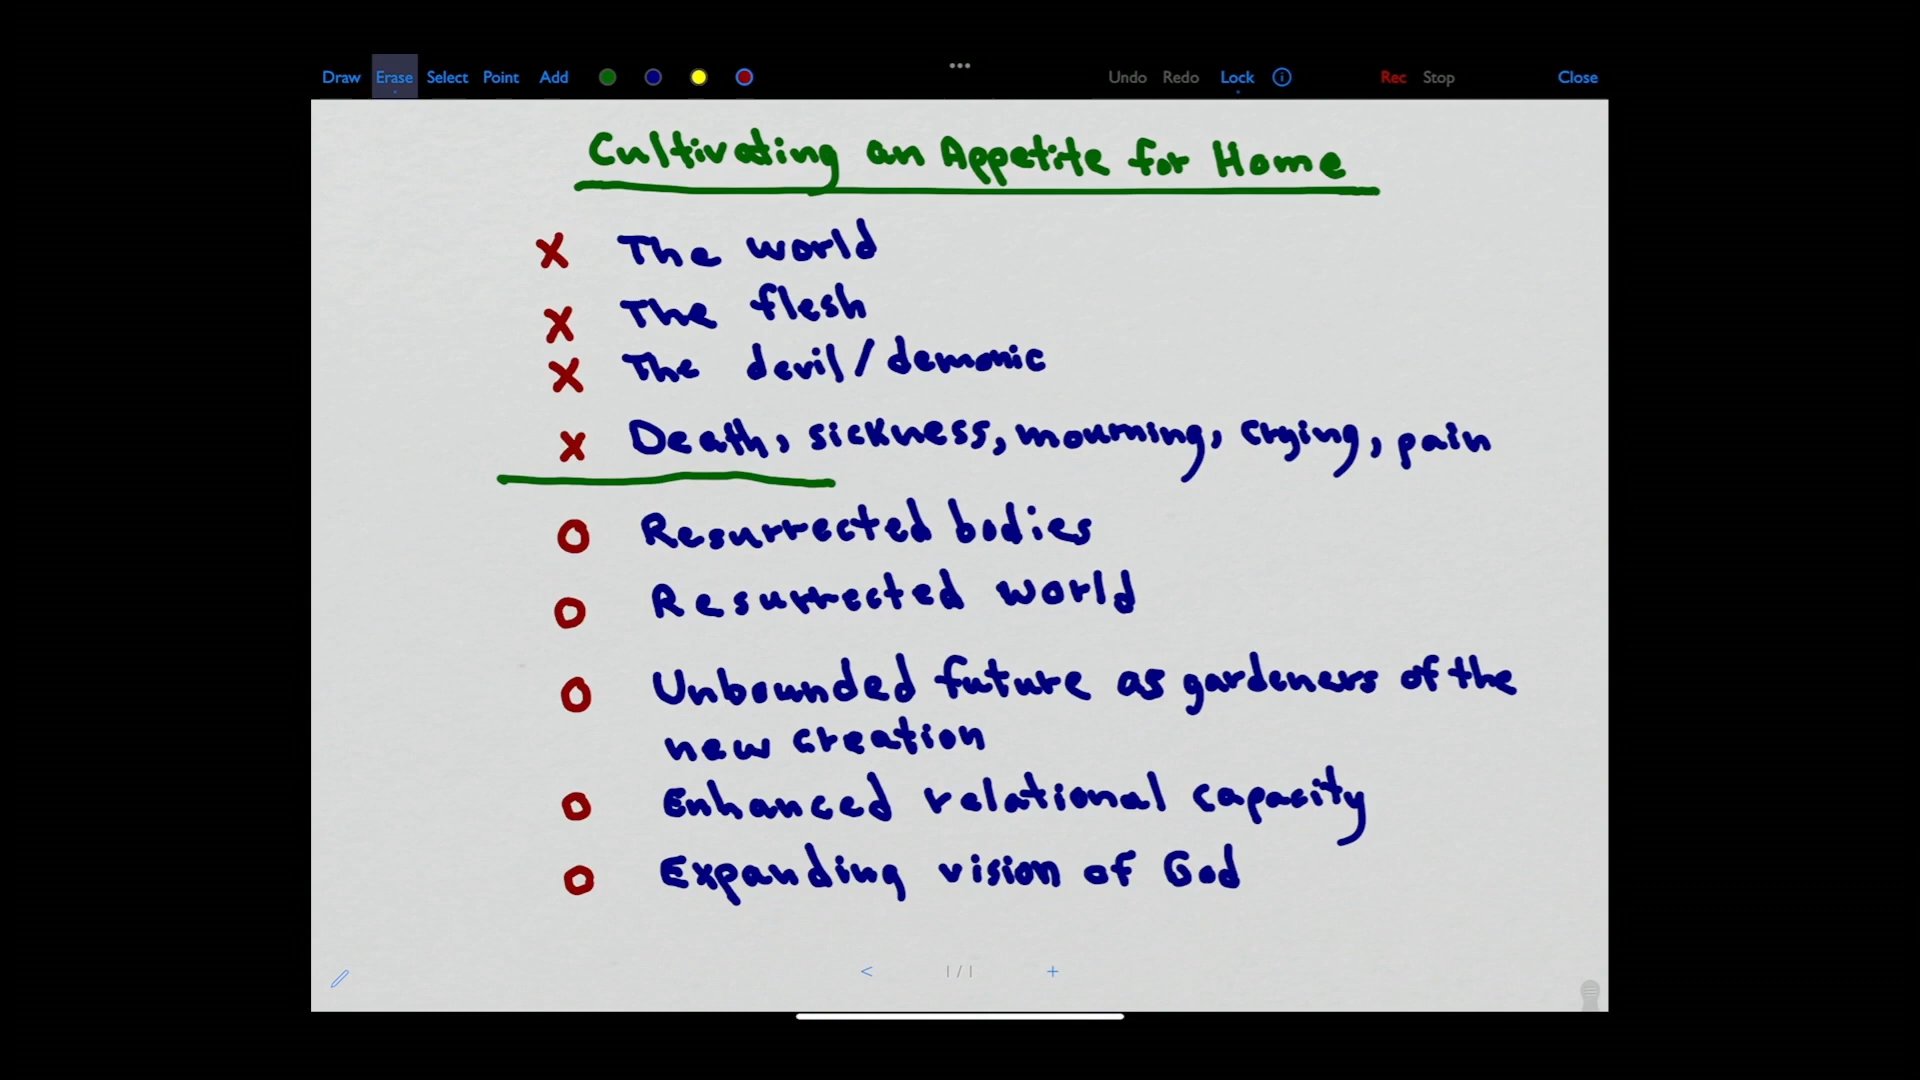 Draw Erase Select Point Add Undo Redo Lock Rec Stop Close
Cultivating an Appetite for Home
X The world
X The flesh
X The devil/demonic
X Death, sickness, mourning, crying, pain
O Resurrected bodies
O Resurrected world
O Unbounded future as gardeners of the
new creation
O Enhanced relational capacity
O Expanding vision of God
< 1/1 +